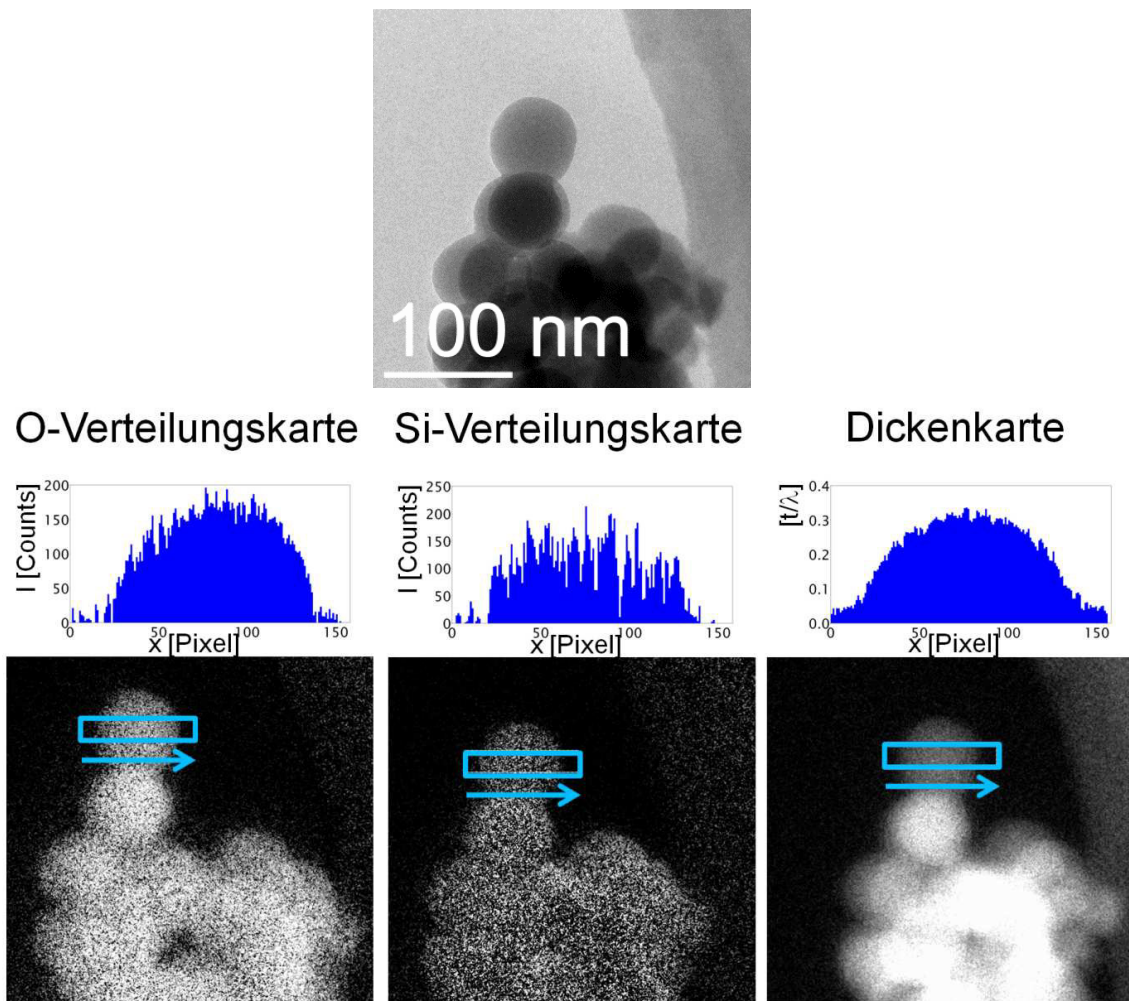 100 nm
O-Verteilungskarte
Si-Verteilungskarte
Dickenkarte
I [Counts]
200
150
100
50
0
0
50
100
150
x [Pixel]
I [Counts]
250
200
150
100
50
0
0
50
100
150
x [Pixel]
[t/λ]
0.4
0.3
0.2
0.1
0.0
0
50
100
150
x [Pixel]